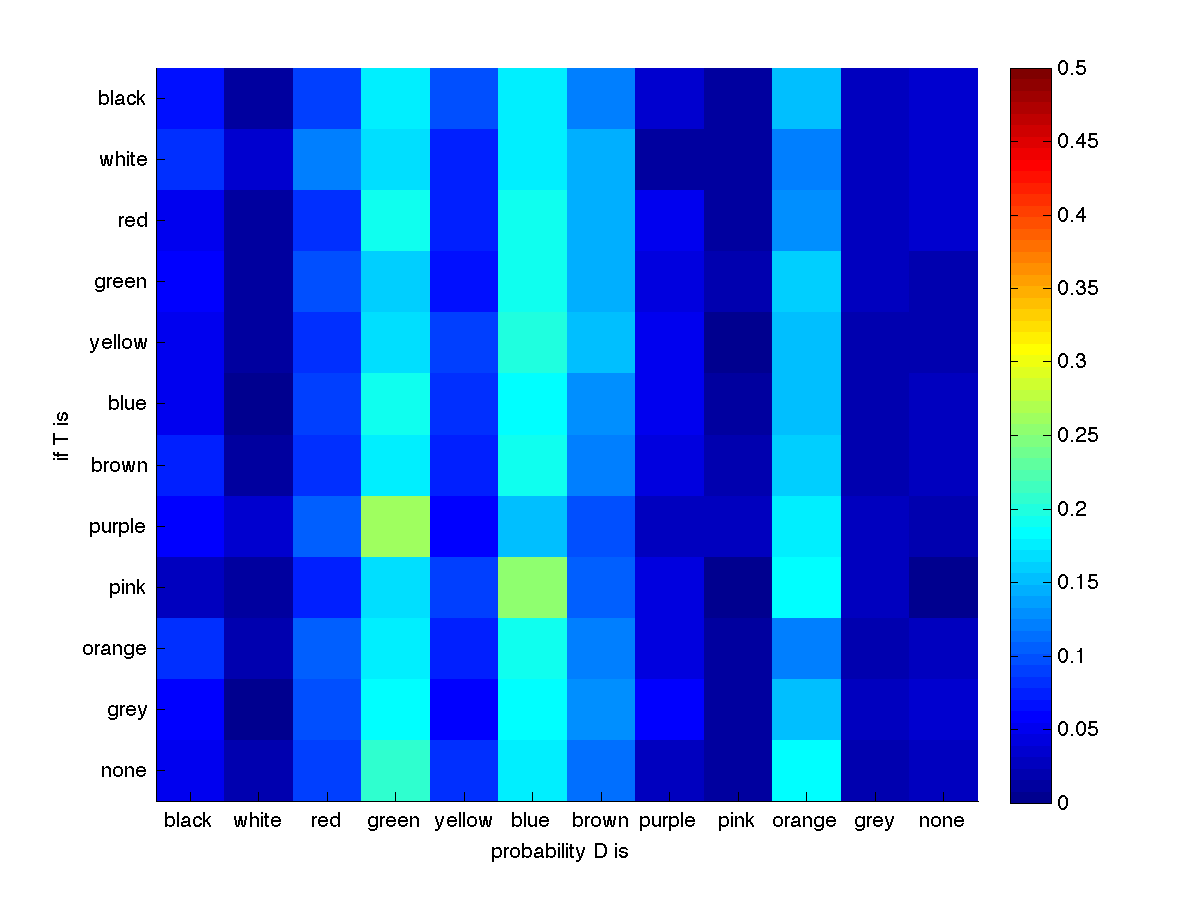 black
white
red
green
yellow
blue
brown
purple
pink
orange
grey
none
if T is
black white red green yellow blue brown purple pink orange grey none
probability D is
0.5
0.45
0.4
0.35
0.3
0.25
0.2
0.15
0.1
0.05
0